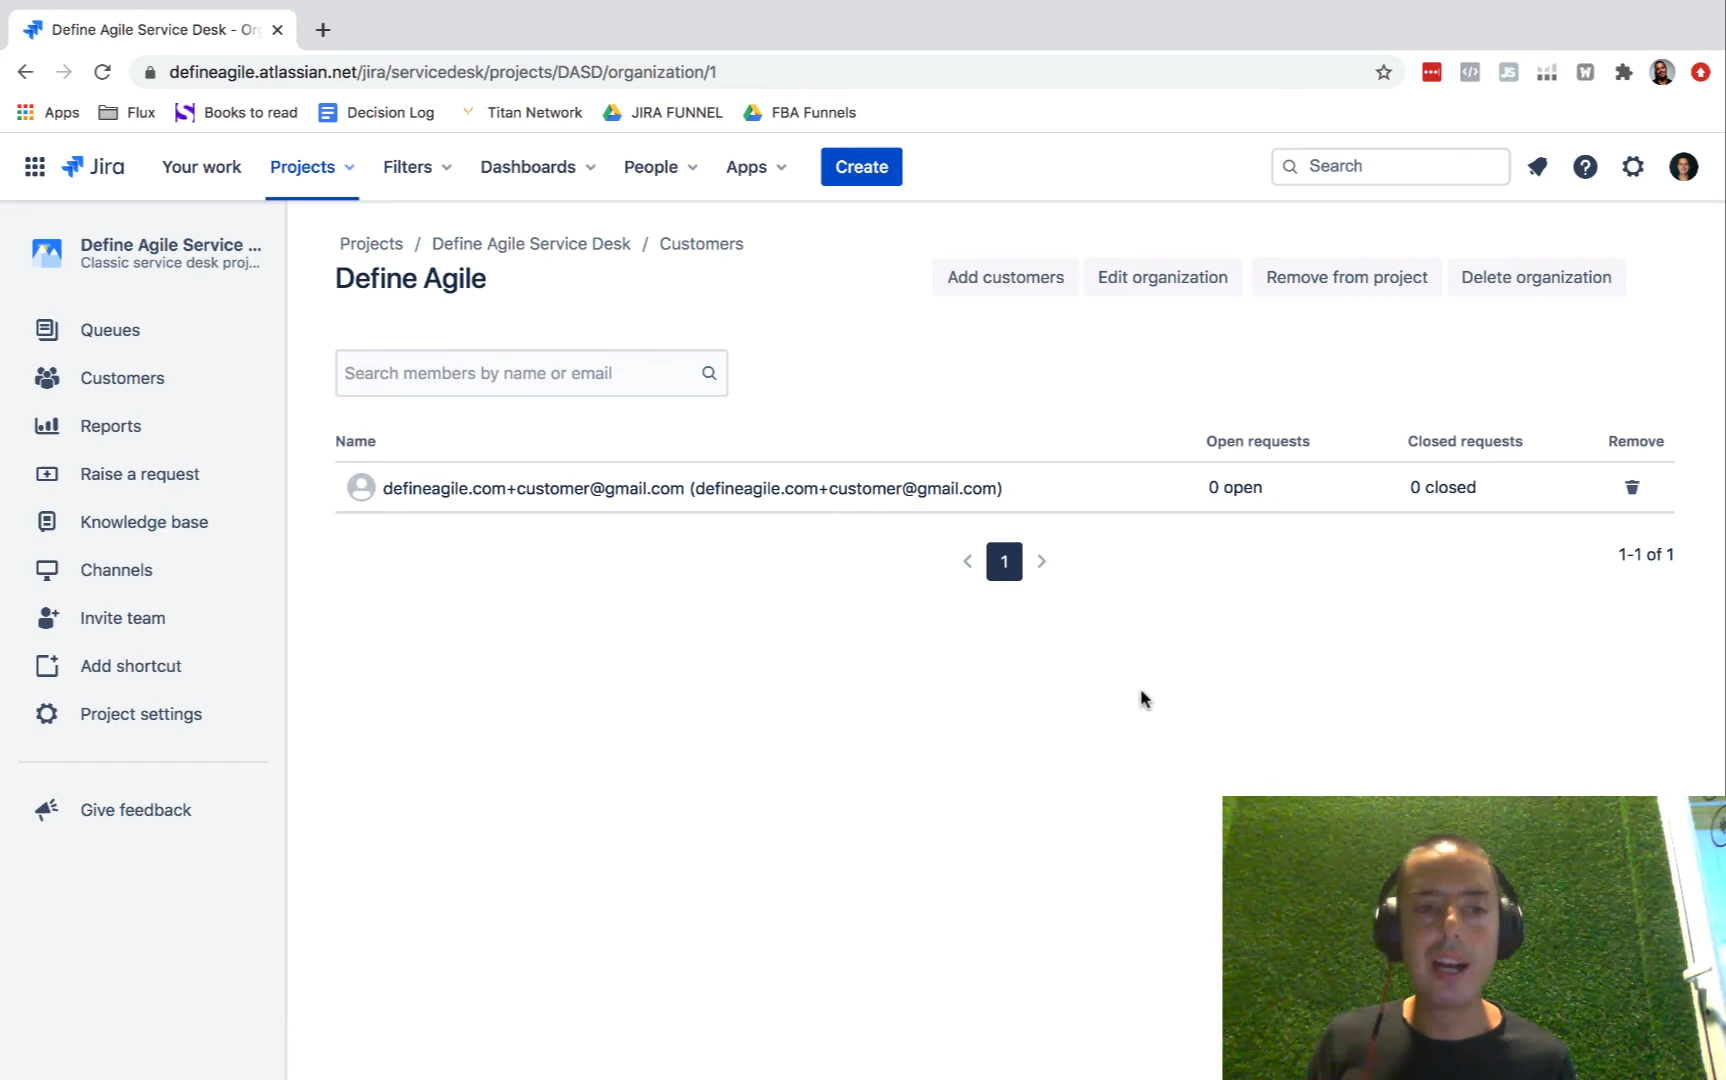 Define Agile Service Desk - Or
defineagile.atlassian.net/jira/servicedesk/projects/DASD/organization/1
JS
W
Apps
Flux
Books to read
Decision Log
Titan Network
JIRA FUNNEL
FBA Funnels
Jira
Your work
Projects
Filters
Dashboards
People
Apps
Create
Search
Define Agile Service ...
Classic service desk proj...
Queues
Customers
Reports
Raise a request
Knowledge base
Channels
Invite team
Add shortcut
Project settings
Give feedback
Projects / Define Agile Service Desk / Customers
Define Agile
Add customers
Edit organization
Remove from project
Delete organization
Search members by name or email
Name Open requests Closed requests Remove
defineagile.com+customer@gmail.com (defineagile.com+customer@gmail.com) 0 open 0 closed
1
1-1 of 1